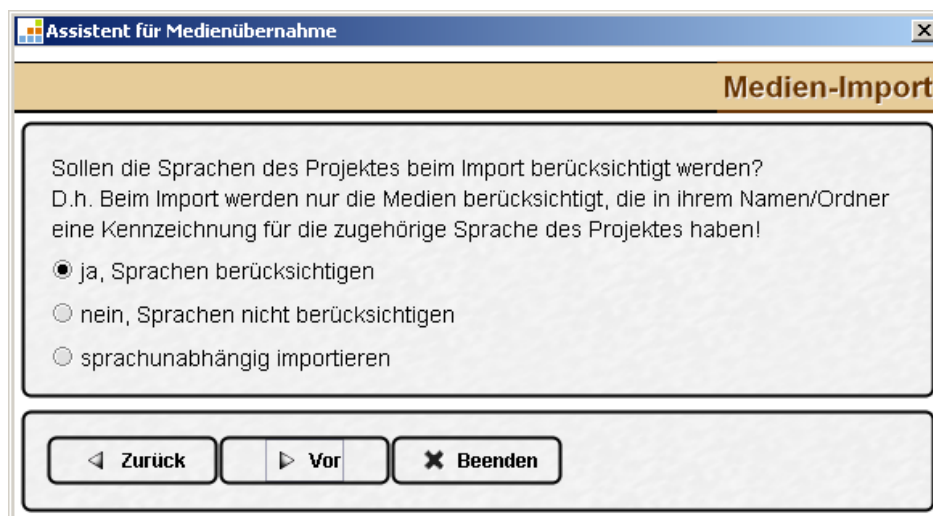 Assistent für Medienübernahme
Medien-Import
Sollen die Sprachen des Projektes beim Import berücksichtigt werden?
D.h. Beim Import werden nur die Medien berücksichtigt, die in ihrem Namen/Ordner
eine Kennzeichnung für die zugehörige Sprache des Projektes haben!
ja, Sprachen berücksichtigen
nein, Sprachen nicht berücksichtigen
sprachunabhängig importieren
Zurück Vor Beenden